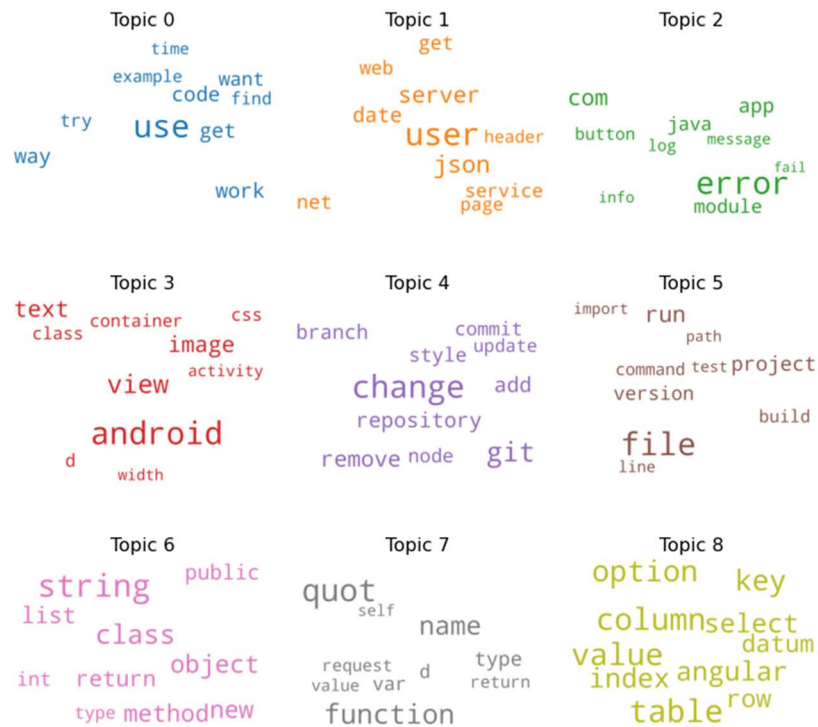 Topic 0
time
example want
code find
try use get
way
work
Topic 1
get
web
server
date
user header
json
service
net page
Topic 2
com app
java
button message
log
fail
error
info
module
Topic 3
text css
class container
image
activity
view
android
d
width
Topic 4
branch commit
style update
change add
repository
remove node git
Topic 5
import run
path
command test project
version
build
file
line
Topic 6
string public
list
class
object
int return
type method new
Topic 7
quot
self
name
request d type
value var return
function
Topic 8
option key
column select
datum
value
index angular
row
table